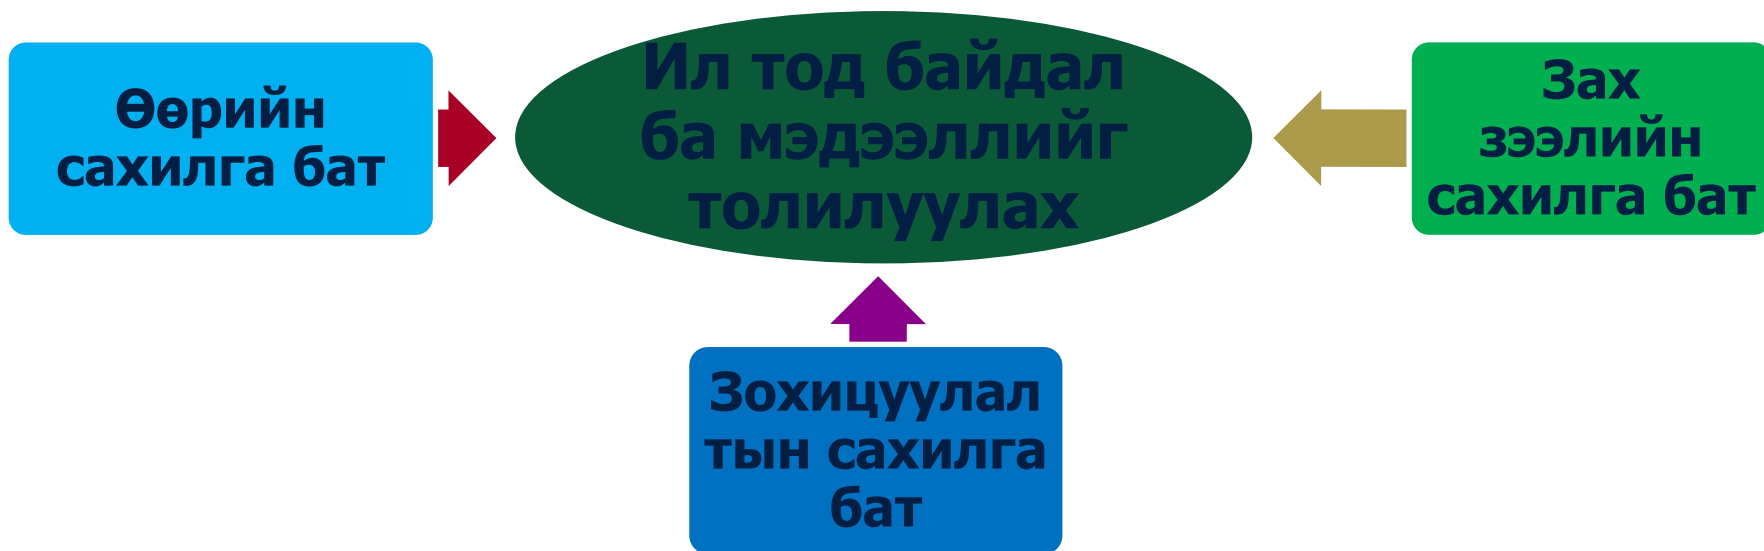 Өөрийн
сахилга бат
Ил тод байдал
ба мэдээллийг
толилуулах
Зах
зээлийн
сахилга бат
Зохицуулал
тын сахилга
бат